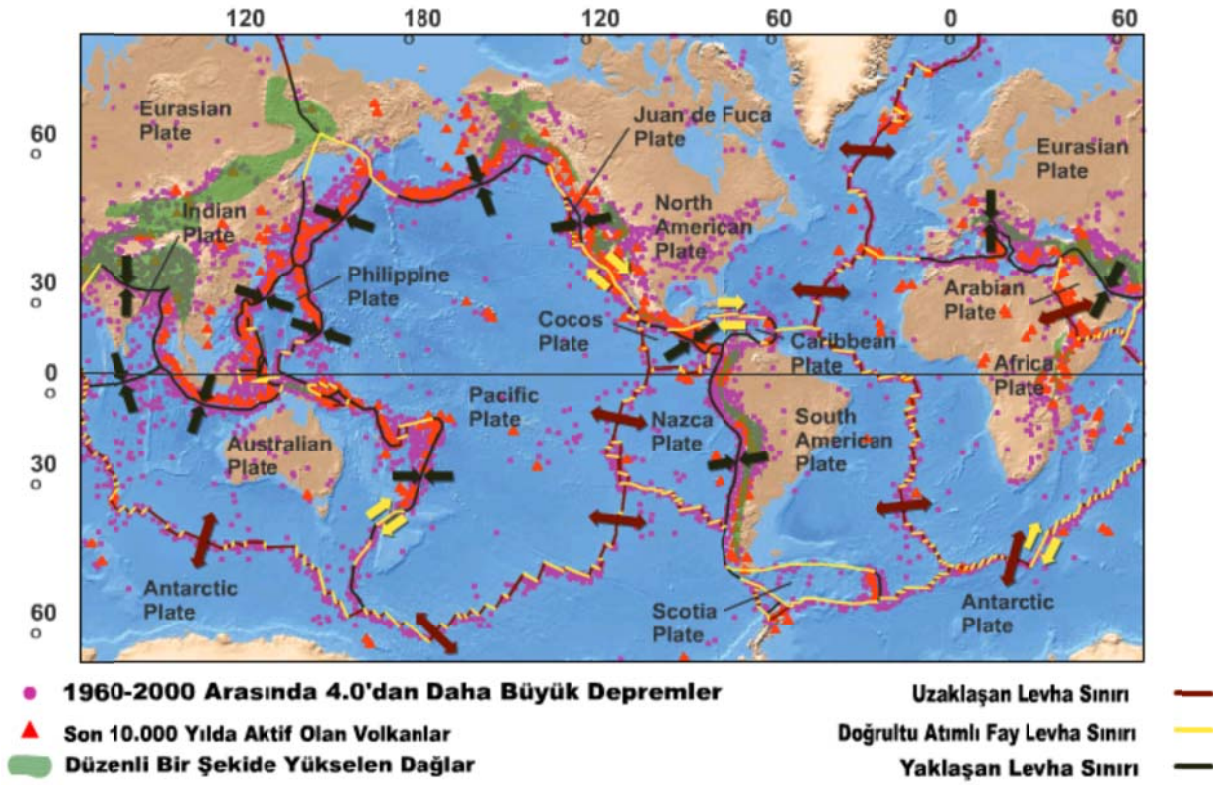 120 180 120 60 0 60
Eurasian
Plate
Juan de Fuca
Plate
Eurasian
Plate
60
o
Indian
Plate
North
American
Plate
30
o
Philippine
Plate
Arabian
Plate
Cocos
Plate
Caribbean
Plate
Africa
Plate
0
o
Pacific
Plate
Nazca
Plate
South
American
Plate
Australian
Plate
30
o
Antarctic
Plate
Scotia
Plate
Antarctic
Plate
60
o
1960-2000 Arasında 4.0'dan Daha Büyük Depremler
Son 10.000 Yılda Aktif Olan Volkanlar
Düzenli Bir Şekide Yükselen Dağlar
Uzaklaşan Levha Sınırı
Doğrultu Atımlı Fay Levha Sınırı
Yaklaşan Levha Sınırı